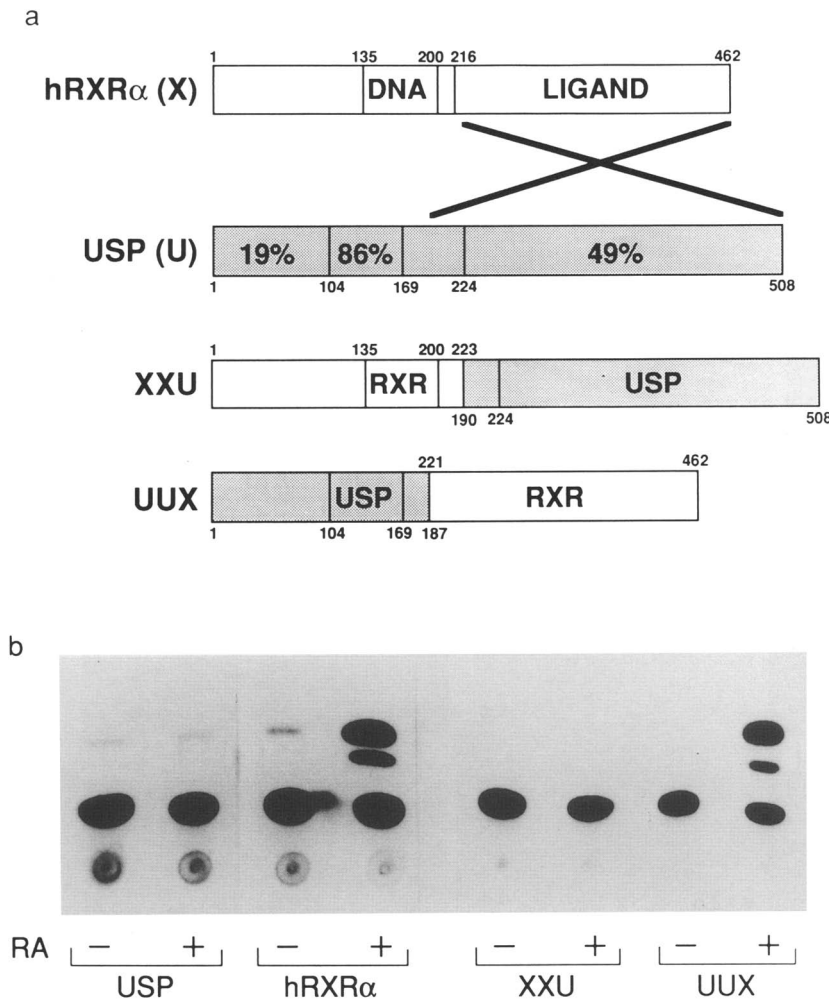 a
1 135 200 216 462
hRXRα (X) DNA LIGAND
USP (U) 19% 86% 49%
1 104 169 224 508
1 135 200 223
XXU RXR USP
190 224 508
221 462
UUX USP RXR
1 104 169 187
b
RA − + − + − + − +
USP hRXRα XXU UUX